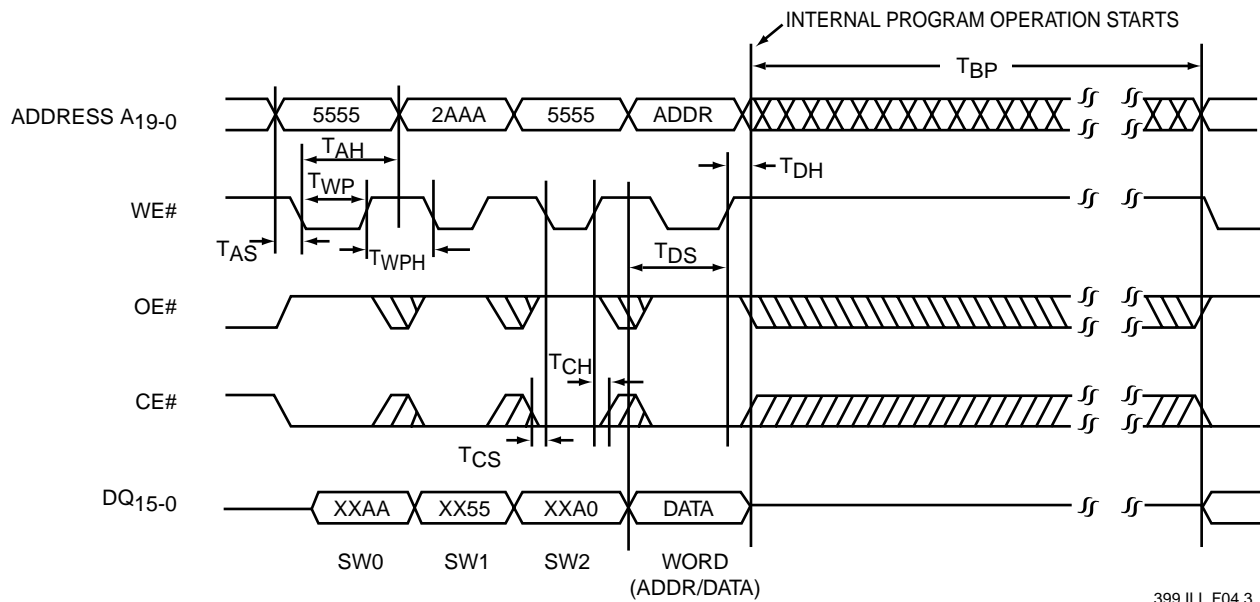 INTERNAL PROGRAM OPERATION STARTS
TBP
ADDRESS A19-0
5555
2AAA
5555
ADDR
TAH
TDH
TWP
WE#
TAS
TWPH
TDS
OE#
TCH
CE#
TCS
DQ15-0
XXAA
XX55
XXA0
DATA
SW0
SW1
SW2
WORD
(ADDR/DATA)
399 ILL F04.3